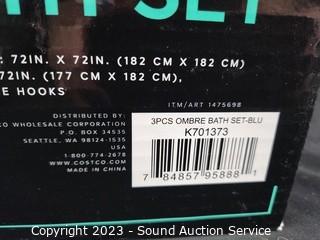 SET
: 72IN. X 72IN. (182 CM X 182 CM)
72IN. (177 CM X 182 CM),
E HOOKS
ITM/ART 1475698
DISTRIBUTED BY:
CO WHOLESALE CORPORATION
P.O. BOX 34535
SEATTLE, WA 98124-1535
USA
1-800-774-2678
WWW.COSTCO.COM
MADE IN CHINA
3PCS OMBRE BATH SET-BLU
K701373
7 84857 95888 1
Copyright 2023 - Sound Auction Service